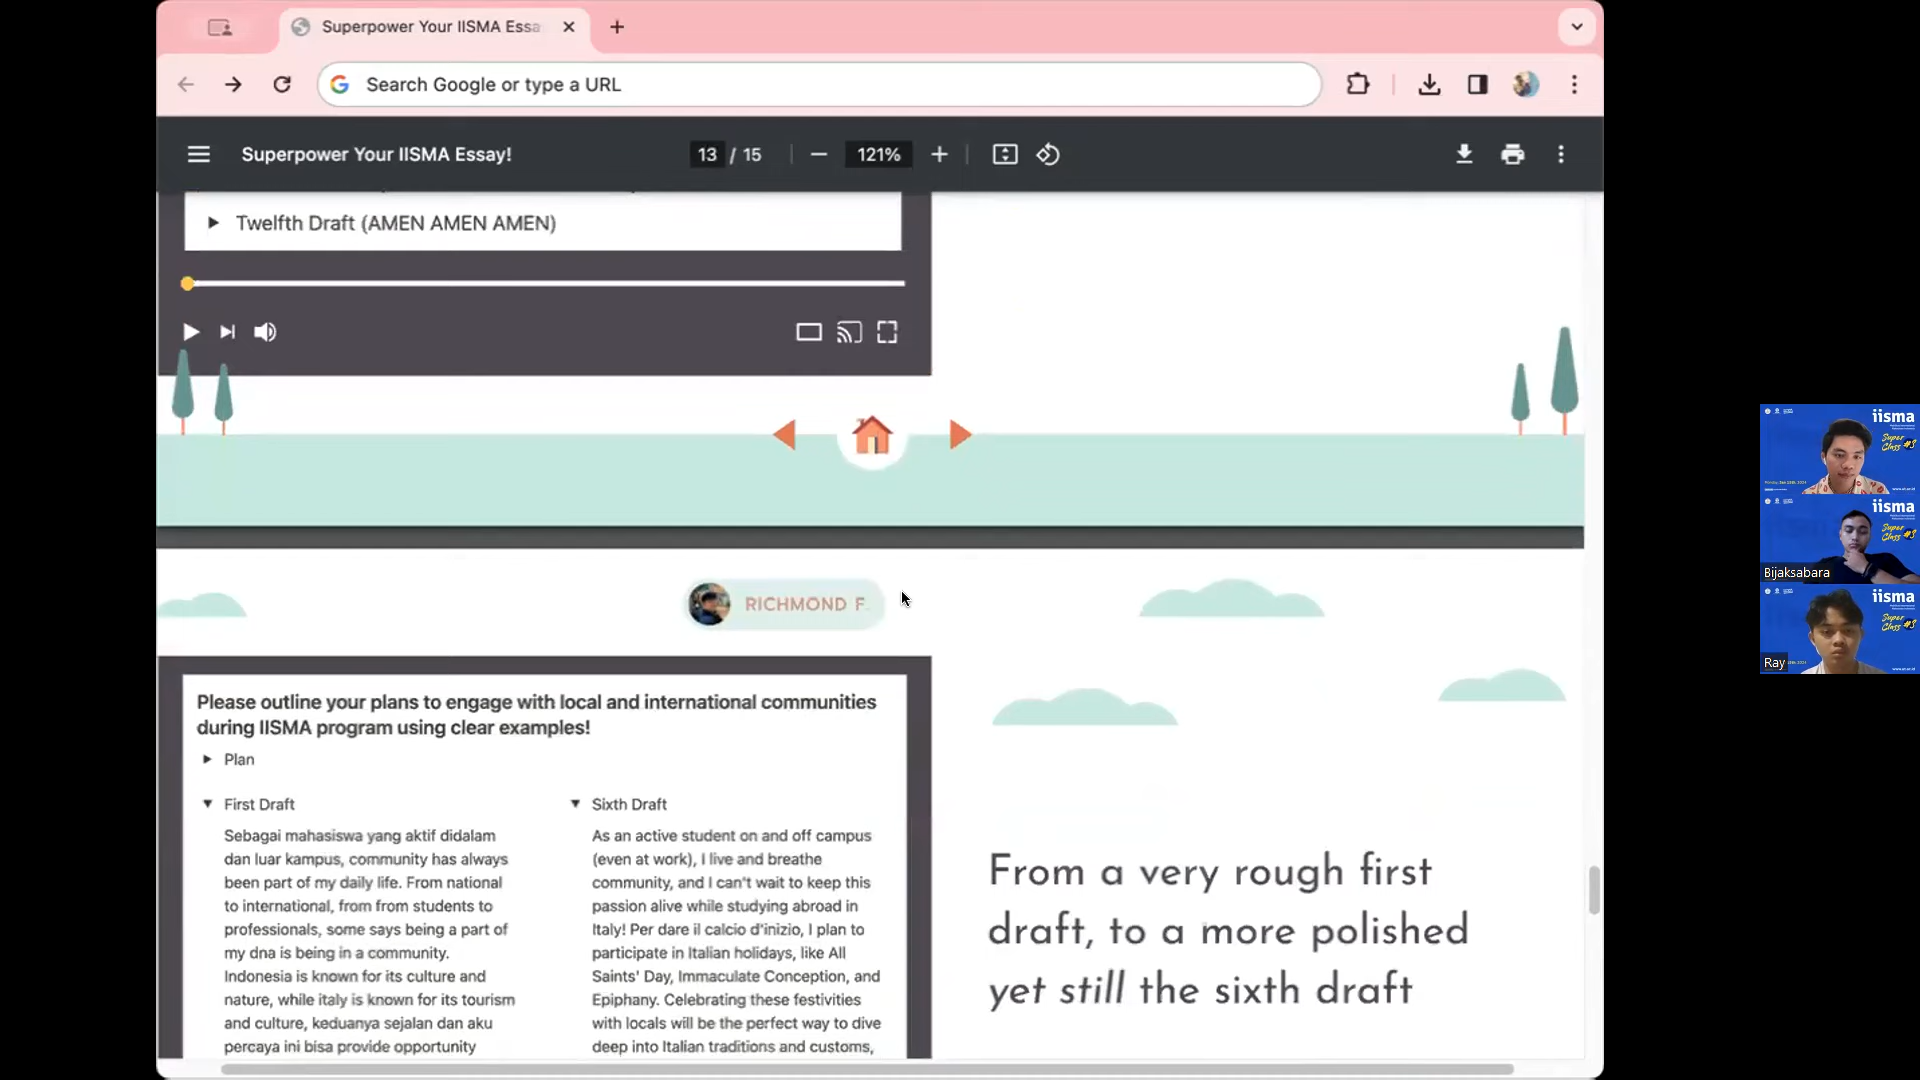 Superpower Your IISMA Essa
Search Google or type a URL
Superpower Your IISMA Essay!
13 / 15
121%
Twelfth Draft (AMEN AMEN AMEN)
RICHMOND F.
Please outline your plans to engage with local and international communities
during IISMA program using clear examples!
Plan
First Draft
Sebagai mahasiswa yang aktif didalam
dan luar kampus, community has always
been part of my daily life. From national
to international, from from students to
professionals, some says being a part of
my dna is being in a community.
Indonesia is known for its culture and
nature, while italy is known for its tourism
and culture, keduanya sejalan dan aku
percaya ini bisa provide opportunity
Sixth Draft
As an active student on and off campus
(even at work), I live and breathe
community, and I can't wait to keep this
passion alive while studying abroad in
Italy! Per dare il calcio d'inizio, I plan to
participate in Italian holidays, like All
Saints' Day, Immaculate Conception, and
Epiphany. Celebrating these festivities
with locals will be the perfect way to dive
deep into Italian traditions and customs,
From a very rough first
draft, to a more polished
yet still the sixth draft
iisma
Super
Class #3
iisma
Super
Class #3
Bijaksabara
iisma
Super
Class #3
Ray